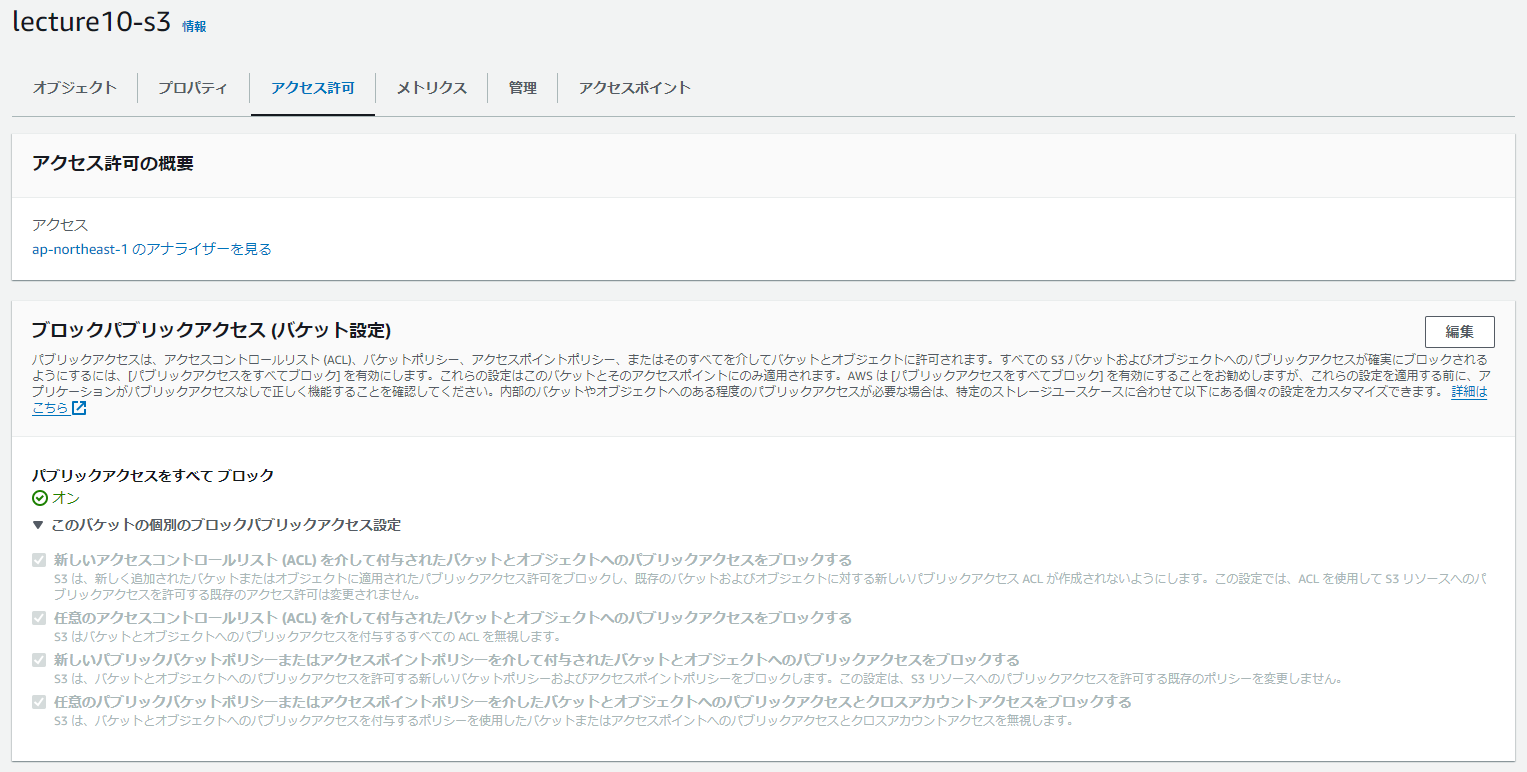 lecture10-s3 情報
オブジェクト プロパティ アクセス許可 メトリクス 管理 アクセスポイント
アクセス許可の概要
アクセス
ap-northeast-1 のアナライザーを見る
ブロックパブリックアクセス (バケット設定) 編集
パブリックアクセスは、アクセスコントロールリスト (ACL)、バケットポリシー、アクセスポイントポリシー、またはそのすべてを介してバケットとオブジェクトに許可されます。すべての S3 バケットおよびオブジェクトへのパブリックアクセスが確実にブロックされる
ようにするには、[パブリックアクセスをすべてブロック] を有効にします。これらの設定はこのバケットとそのアクセスポイントにのみ適用されます。AWS は [パブリックアクセスをすべてブロック] を有効にすることをお勧めしますが、これらの設定を適用する前に、ア
プリケーションがパブリックアクセスなしで正しく機能することを確認してください。内部のバケットやオブジェクトへのある程度のパブリックアクセスが必要な場合は、特定のストレージユースケースに合わせて以下にある個々の設定をカスタマイズできます。 詳細は
こちら
パブリックアクセスをすべて ブロック
オン
▼ このバケットの個別のブロックパブリックアクセス設定
新しいアクセスコントロールリスト (ACL) を介して付与されたバケットとオブジェクトへのパブリックアクセスをブロックする
S3 は、新しく追加されたバケットまたはオブジェクトに適用されたパブリックアクセス許可をブロックし、既存のバケットおよびオブジェクトに対する新しいパブリックアクセス ACL が作成されないようにします。この設定では、ACL を使用して S3 リソースへのパ
ブリックアクセスを許可する既存のアクセス許可は変更されません。
任意のアクセスコントロールリスト (ACL) を介して付与されたバケットとオブジェクトへのパブリックアクセスをブロックする
S3 はバケットとオブジェクトへのパブリックアクセスを付与するすべての ACL を無視します。
新しいパブリックバケットポリシーまたはアクセスポイントポリシーを介して付与されたバケットとオブジェクトへのパブリックアクセスをブロックする
S3 は、バケットとオブジェクトへのパブリックアクセスを許可する新しいバケットポリシーおよびアクセスポイントポリシーをブロックします。この設定は、S3 リソースへのパブリックアクセスを許可する既存のポリシーを変更しません。
任意のパブリックバケットポリシーまたはアクセスポイントポリシーを介したバケットとオブジェクトへのパブリックアクセスとクロスアカウントアクセスをブロックする
S3 は、バケットとオブジェクトへのパブリックアクセスを付与するポリシーを使用したバケットまたはアクセスポイントへのパブリックアクセスとクロスアカウントアクセスを無視します。